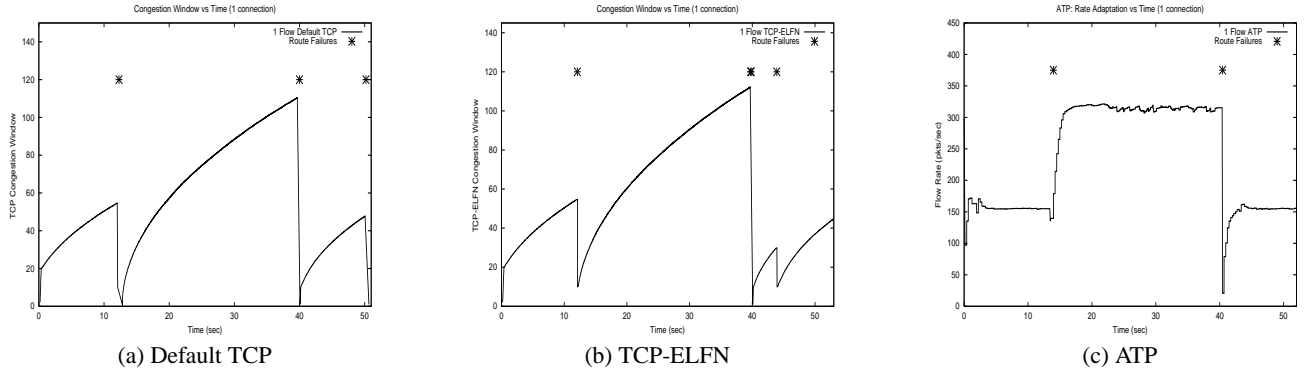 Congestion Window vs Time (1 connection)
140
120
100
80
60
40
20
0
TCP Congestion Window
1 Flow Default TCP
Route Failures
0 10 20 30 40 50
Time (sec)
(a) Default TCP
Congestion Window vs Time (1 connection)
140
120
100
80
60
40
20
0
TCP-ELFN Congestion Window
1 Flow TCP-ELFN
Route Failures
0 10 20 30 40 50
Time (sec)
(b) TCP-ELFN
ATP: Rate Adaptation vs Time (1 connection)
450
400
350
300
250
200
150
100
50
0
Flow Rate (pkts/sec)
1 Flow ATP
Route Failures
0 10 20 30 40 50
Time (sec)
(c) ATP